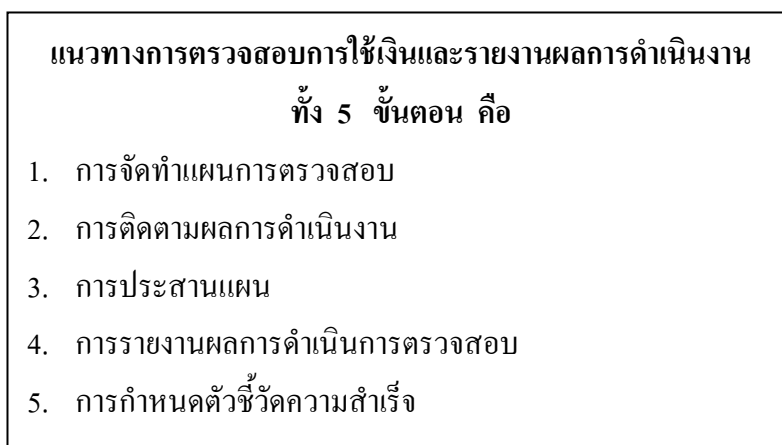 แนวทางการตรวจสอบการใช้เงินและรายงานผลการดำเนินงาน
ทั้ง 5 ขั้นตอน คือ
1. การจัดทำแผนการตรวจสอบ
2. การติดตามผลการดำเนินงาน
3. การประสานแผน
4. การรายงานผลการดำเนินการตรวจสอบ
5. การกำหนดตัวชี้วัดความสำเร็จ